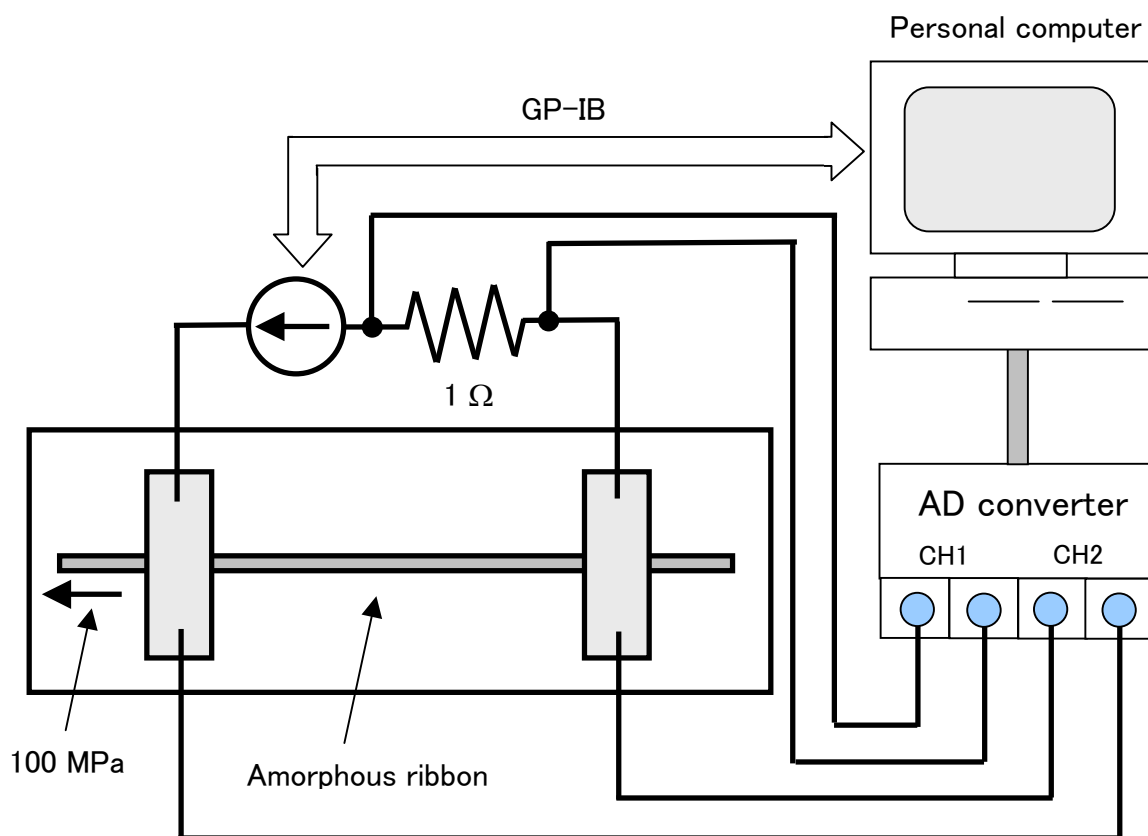 Personal computer
GP-IB
1 Ω
AD converter
CH1 CH2
100 MPa
Amorphous ribbon